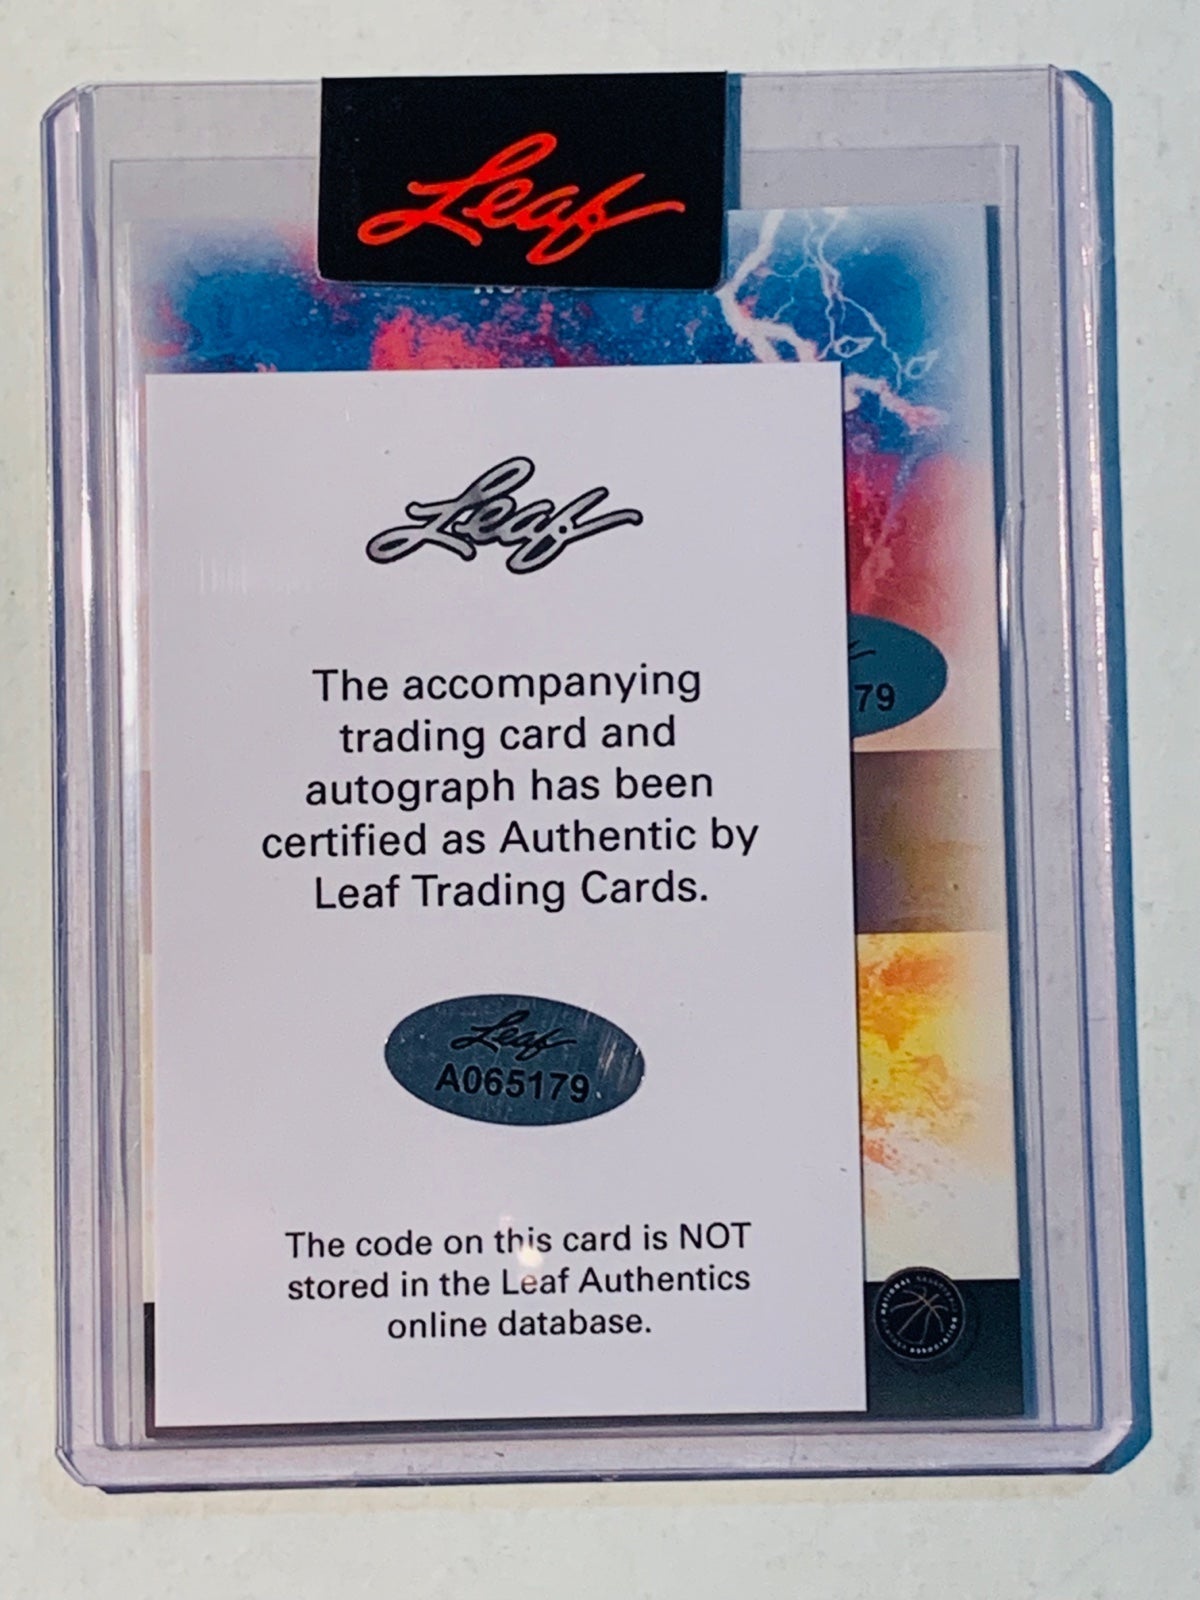 Leaf
Leaf
The accompanying
trading card and
autograph has been
certified as Authentic by
Leaf Trading Cards.
79
Leaf
A065179
The code on this card is NOT
stored in the Leaf Authentics
online database.